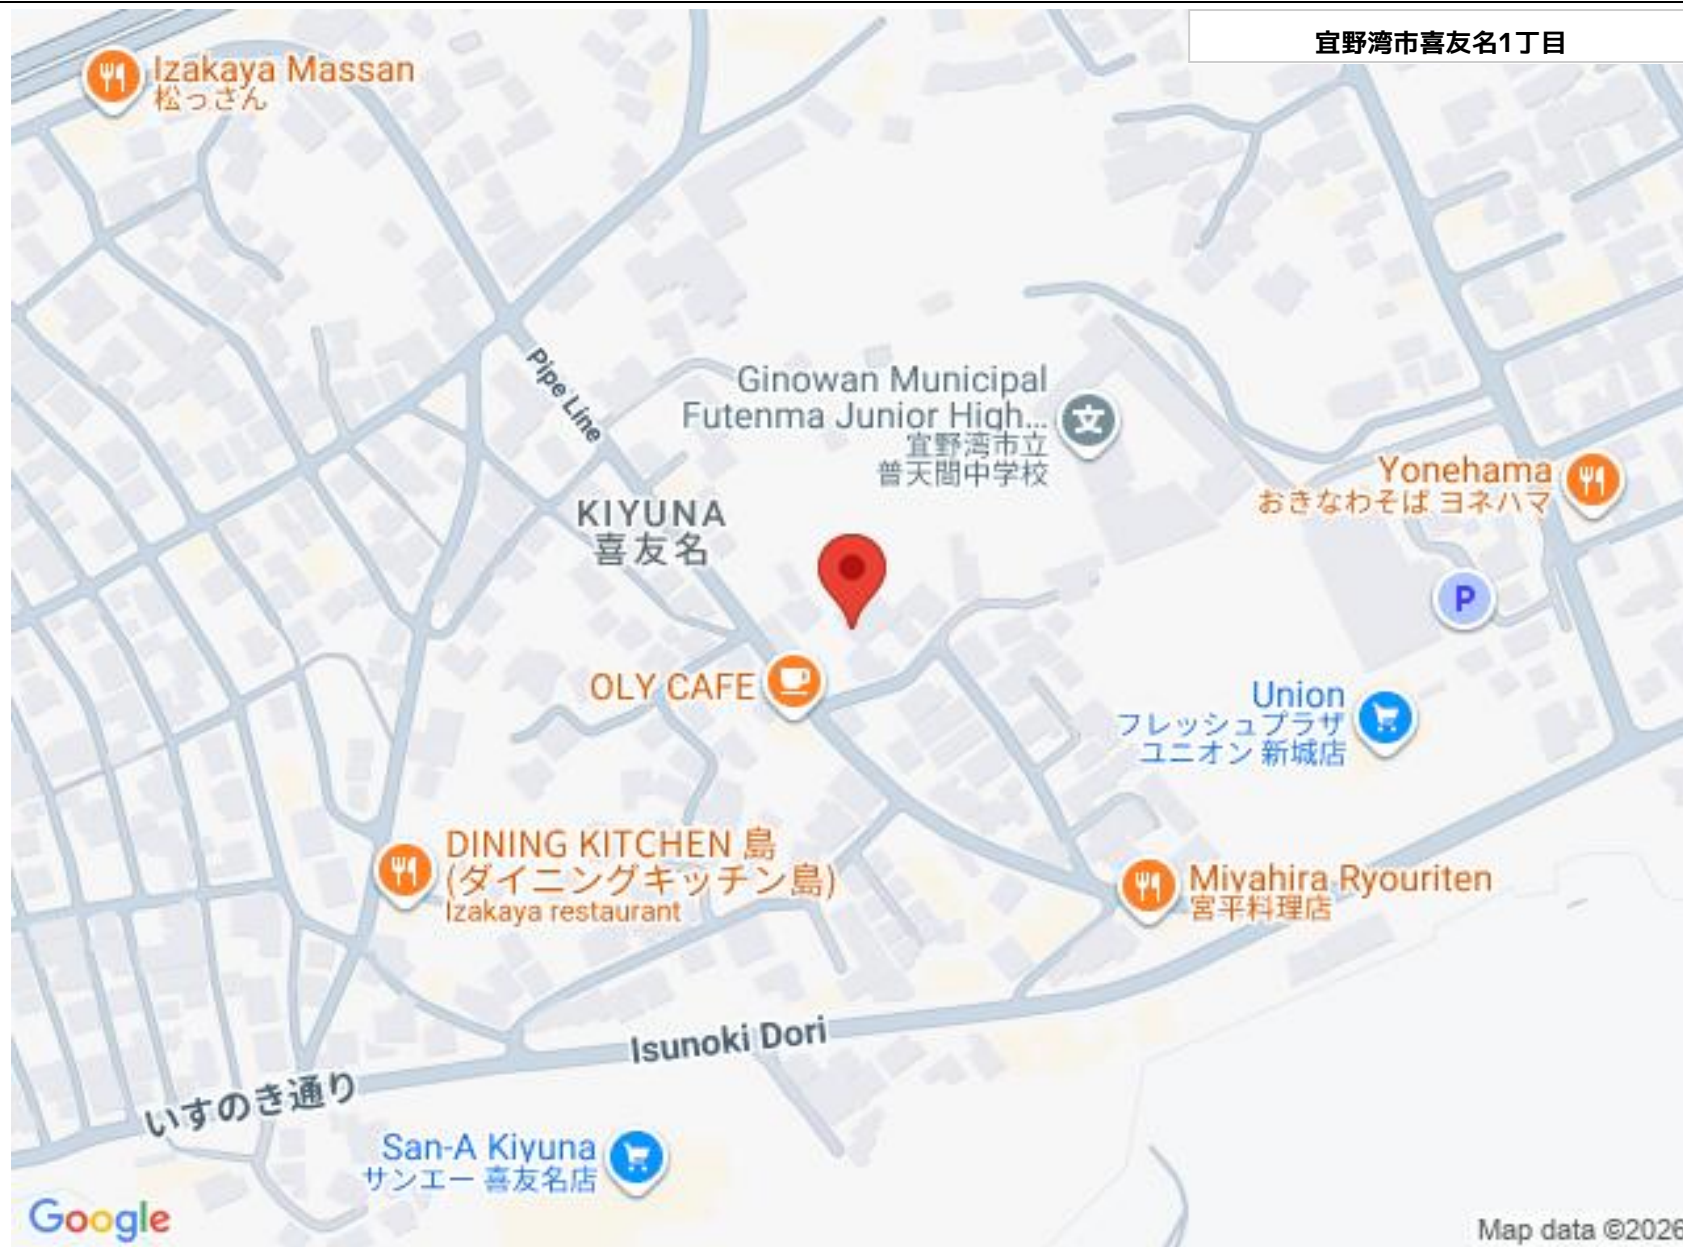 宜野湾市喜友名1丁目
Izakaya Massan
松っさん
Pipe Line
Ginowan Municipal
Futenma Junior High...
宜野湾市立
普天間中学校
KIYUNA
喜友名
Yonehama
おきなわそば ヨネハマ
P
OLY CAFE
Union
フレッシュプラザ
ユニオン 新城店
DINING KITCHEN 島
(ダイニングキッチン島)
Izakaya restaurant
Miyahira Ryouriten
宮平料理店
Isunoki Dori
いすのき通り
San-A Kiyuna
サンエー 喜友名店
Google
Map data ©2026